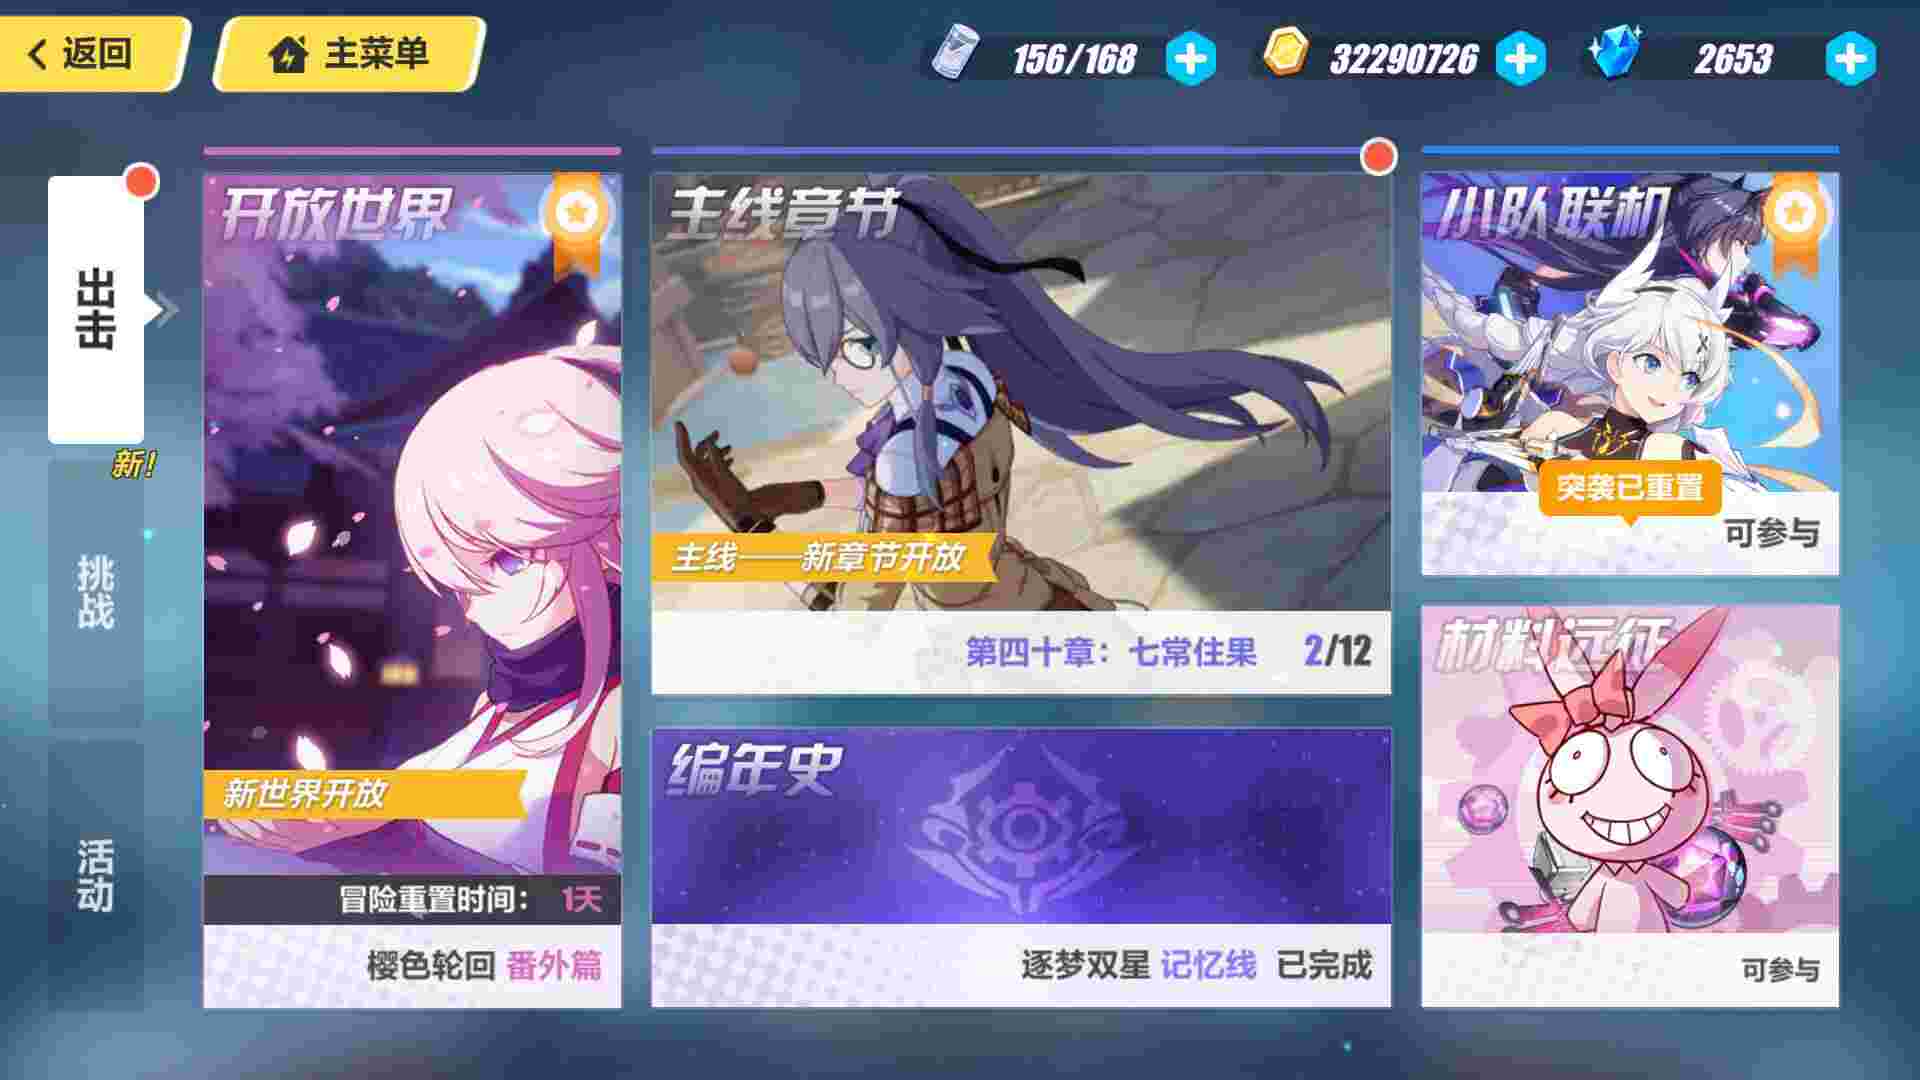 返回
主菜单
156/168
32290726
2653
出击
新!
挑战
活动
开放世界
新世界开放
冒险重置时间： 1天
樱色轮回 番外篇
主线章节
主线——新章节开放
第四十章：七常住果 2/12
编年史
逐梦双星 记忆线 已完成
小队联机
突袭已重置
可参与
材料远征
可参与